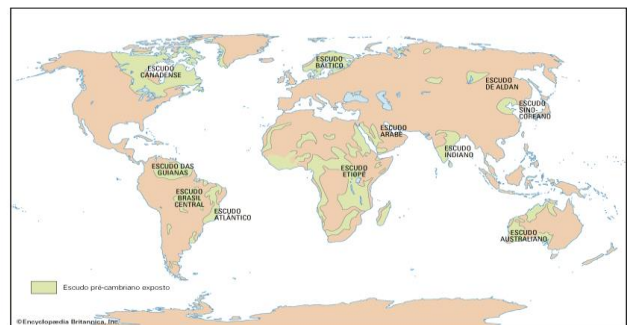 ESCUDO
CANADENSE
ESCUDO
BÁLTICO
ESCUDO
DE ALDAN
ESCUDO
SINO-
COREANO
ESCUDO
ÁRABE
ESCUDO
INDIANO
ESCUDO DAS
GUIANAS
ESCUDO
ETÍOPE
ESCUDO
BRASIL
CENTRAL
ESCUDO
ATLÂNTICO
ESCUDO
AUSTRALIANO
Escudo pré-cambriano exposto
©Encyclopædia Britannica, Inc.